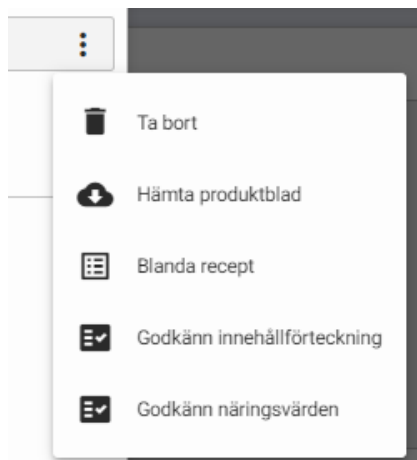 Ta bort
Hämta produktblad
Blanda recept
Godkänn innehållförteckning
Godkänn näringsvärden